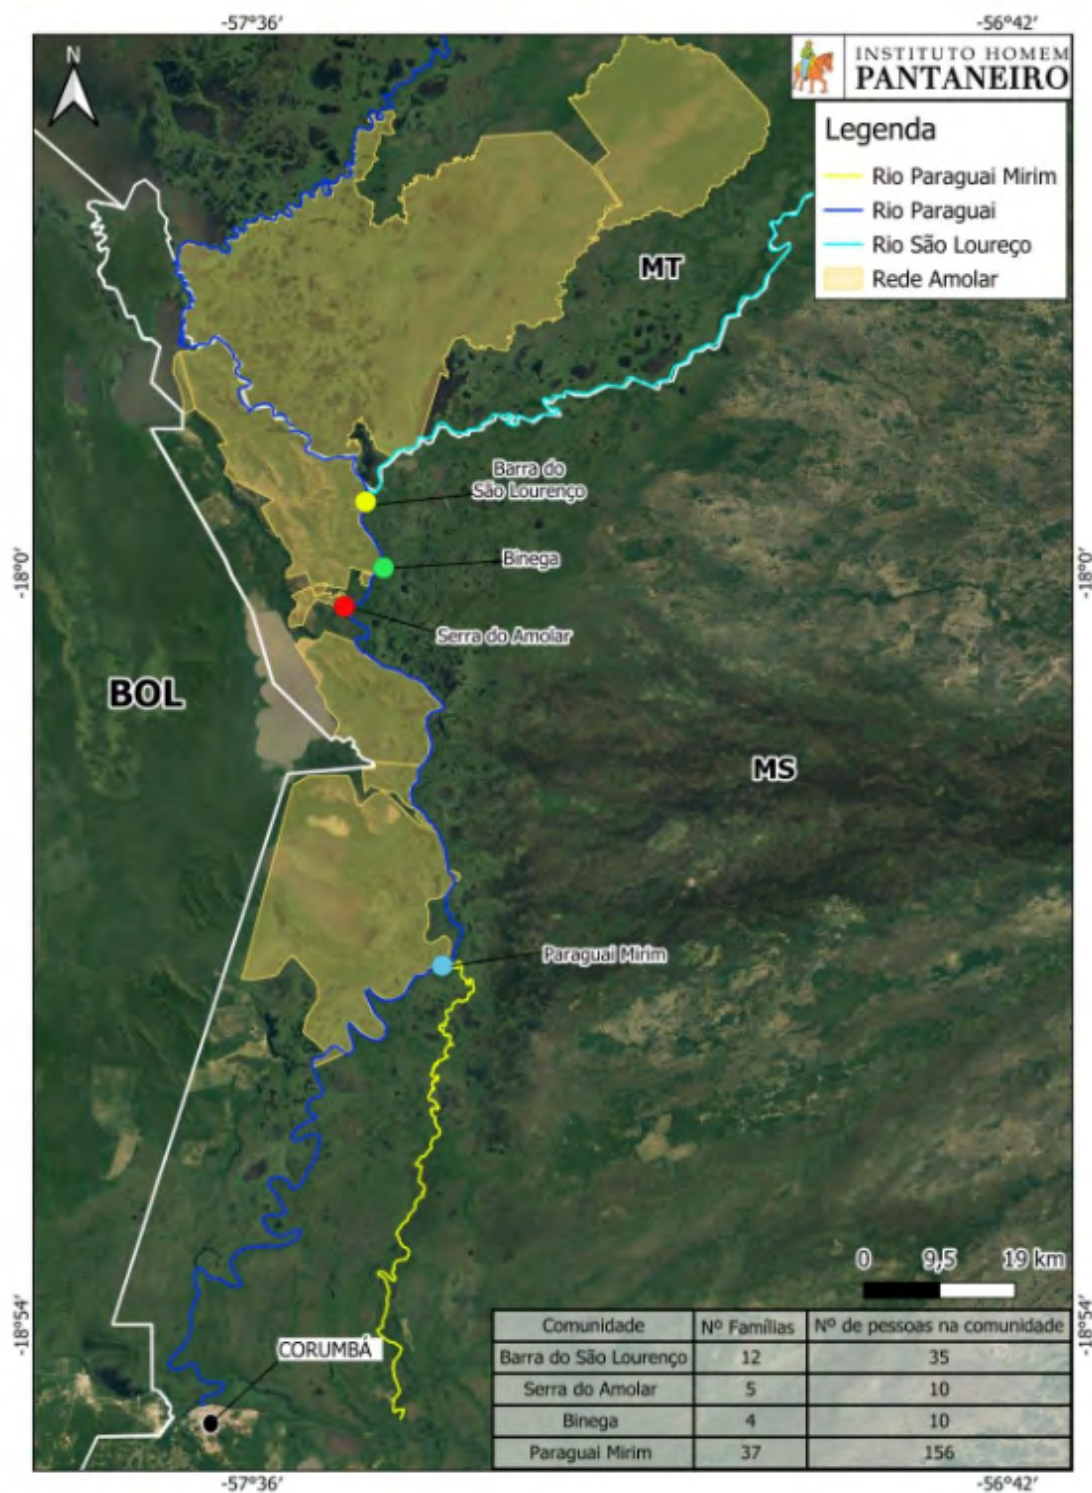 -57°36'
-56°42'
N
INSTITUTO HOMEM
PANTANEIRO
Legenda
Rio Paraguai Mirim
Rio Paraguai
Rio São Loureço
Rede Amolar
MT
Barra do
São Lourenço
Binega
Serra do Amolar
-18°0'
-18°0'
BOL
MS
Paraguai Mirim
0 9,5 19 km
-18°54'
-18°54'
CORUMBÁ
Comunidade Nº Famílias Nº de pessoas na comunidade
Barra do São Lourenço 12 35
Serra do Amolar 5 10
Binega 4 10
Paraguai Mirim 37 156
-57°36'
-56°42'